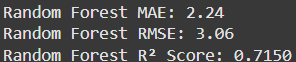 Random Forest MAE: 2.24
Random Forest RMSE: 3.06
Random Forest R² Score: 0.7150